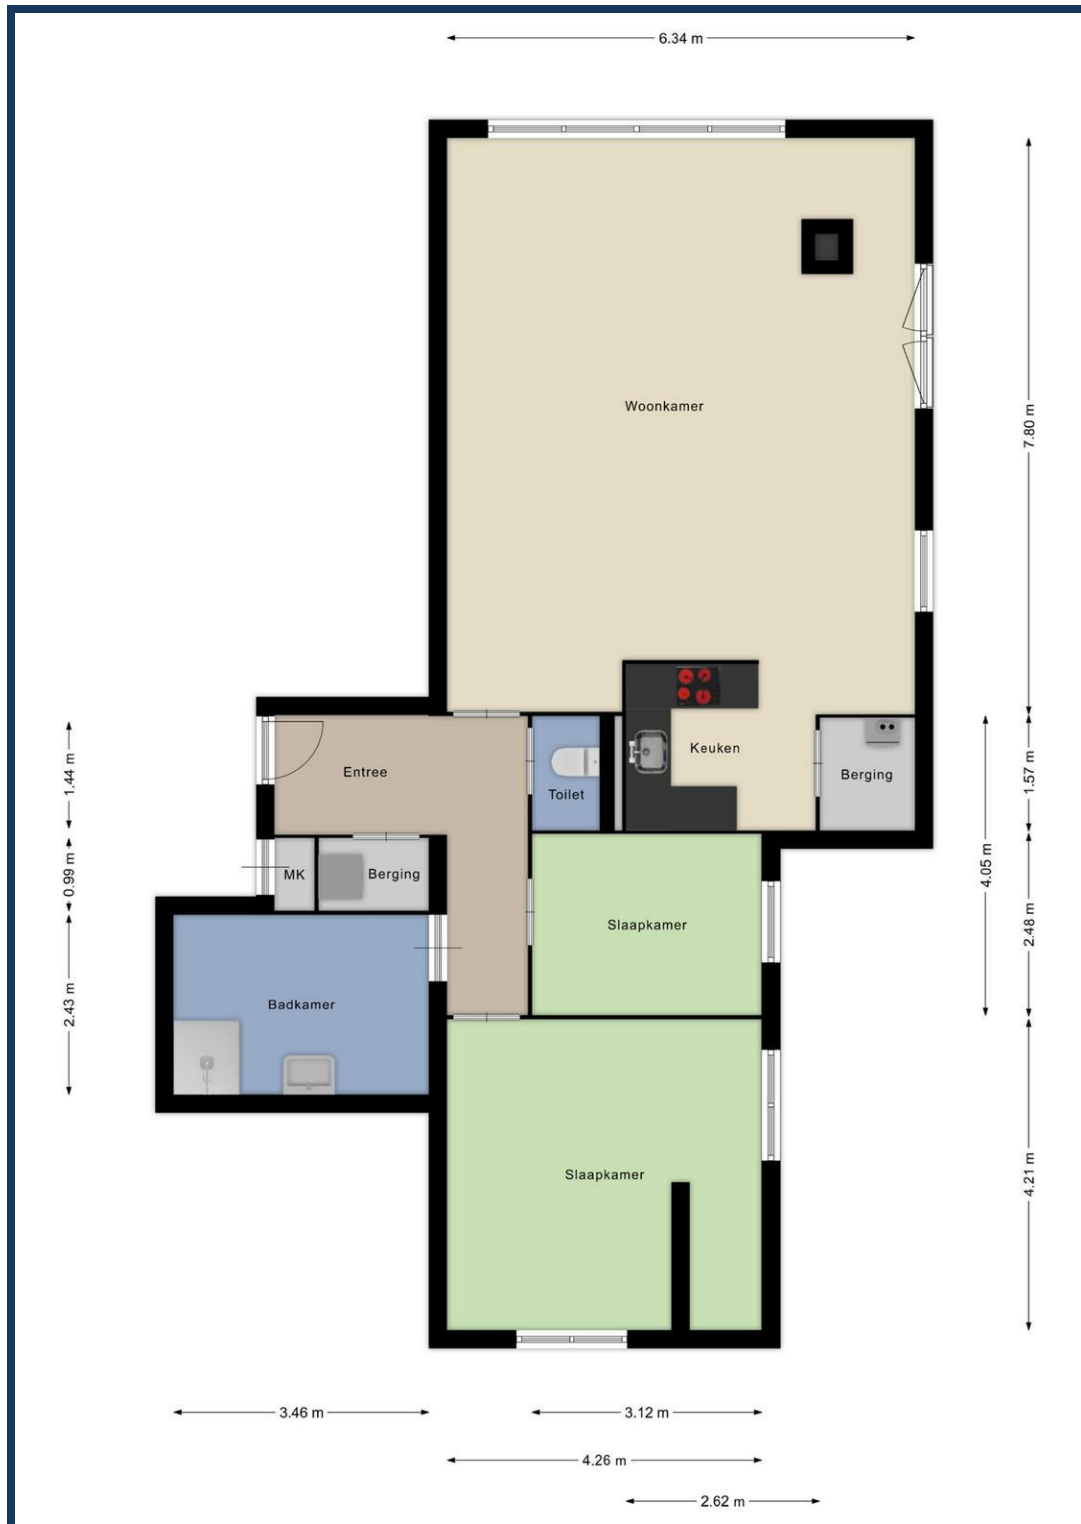 6.34 m
Woonkamer
7.80 m
Keuken
Berging
Entree
Toilet
1.44 m
1.57 m
MK
Berging
0.99 m
4.05 m
Slaapkamer
2.48 m
Badkamer
2.43 m
Slaapkamer
4.21 m
3.46 m
3.12 m
4.26 m
2.62 m